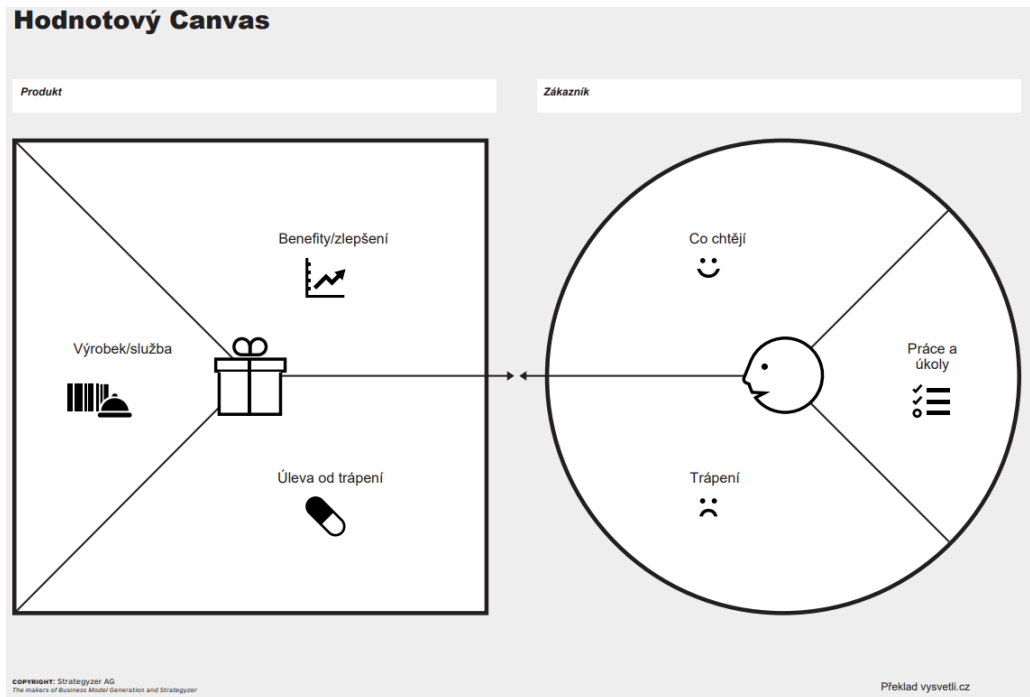 Hodnotový Canvas
Produkt
Zákazník
Benefity/zlepšení
Výrobek/služba
Úleva od trápení
Co chtějí
Práce a
úkoly
Trápení
COPYRIGHT: Strategyzer AG
The makers of Business Model Generation and Strategyzer
Překlad vysvetli.cz